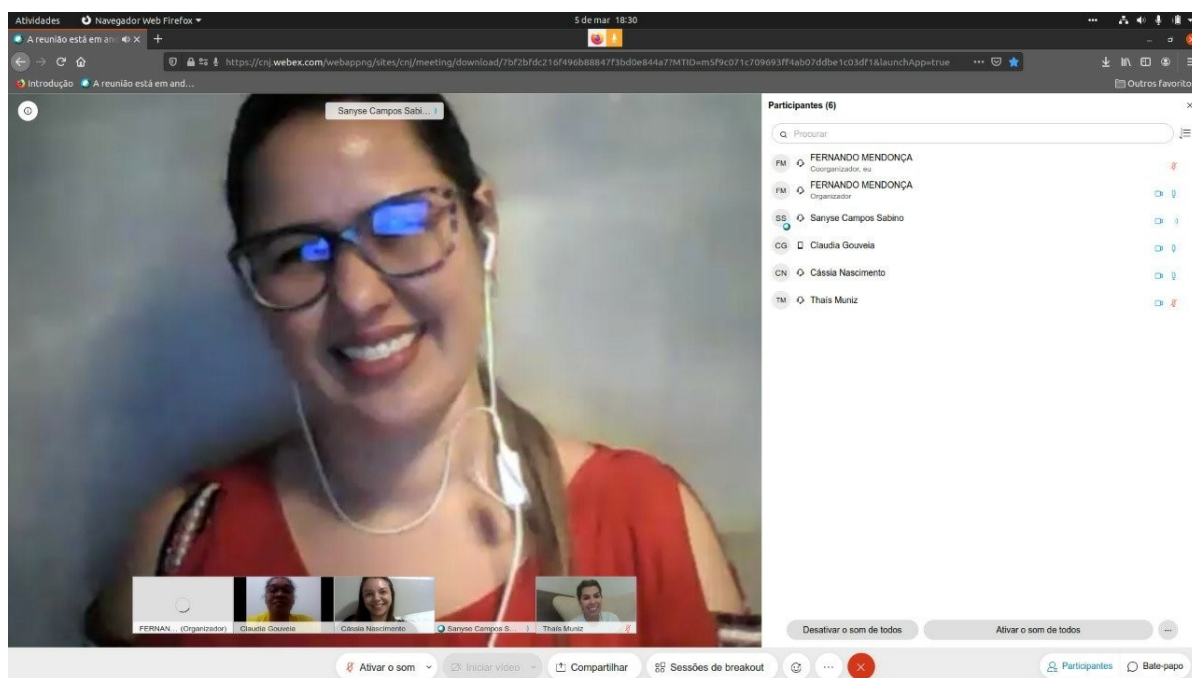 Atividades
Navegador Web Firefox
5 de mar 18:30
A reunião está em an
Introdução
A reunião está em and...
Outros favorito
Sanyse Campos Sabi...
Participantes (6)
Procurar
FM
FERNANDO MENDONÇA
Coorganizador, eu
FM
FERNANDO MENDONÇA
Organizador
SS
Sanyse Campos Sabino
CG
Claudia Gouveia
CN
Cássia Nascimento
TM
Thaís Muniz
FERNAN... (Organizador)
Claudia Gouveia
Cássia Nascimento
Sanyse Campos S...
Thaís Muniz
Desativar o som de todos
Ativar o som de todos
Ativar o som
Iniciar vídeo
Compartilhar
Sessões de breakout
Participantes
Bate-papo